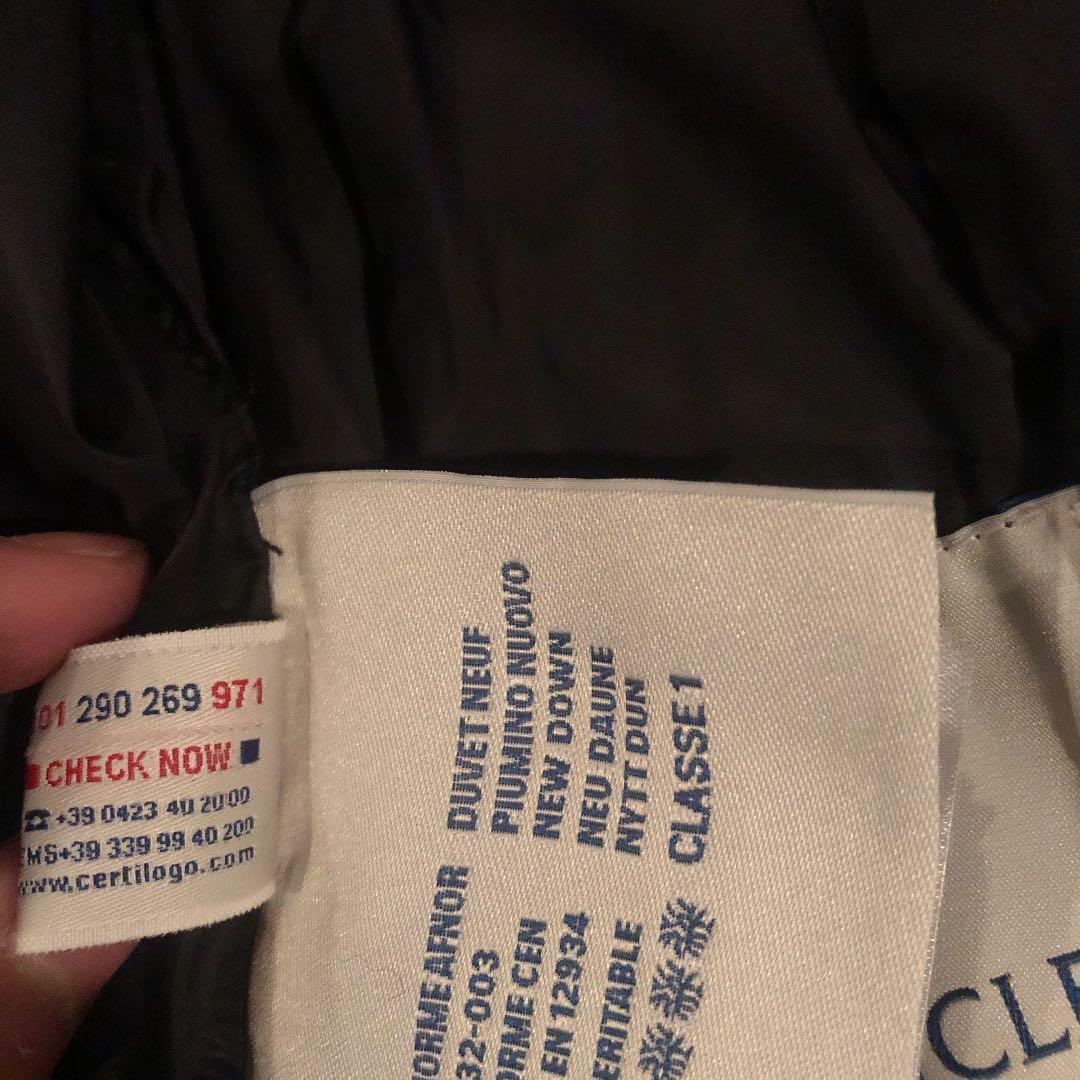 01 290 269 971
CHECK NOW
+39 0423 40 2000
MS+39 339 99 40 200
www.certilogo.com
DUVET NEUF
PIUMINO NUOVO
NEW DOWN
NEU DAUNE
NYTT DUN
CLASSE 1
ORME AFNOR
32-003
ORME CEN
EN 12934
ERITABLE
CLE